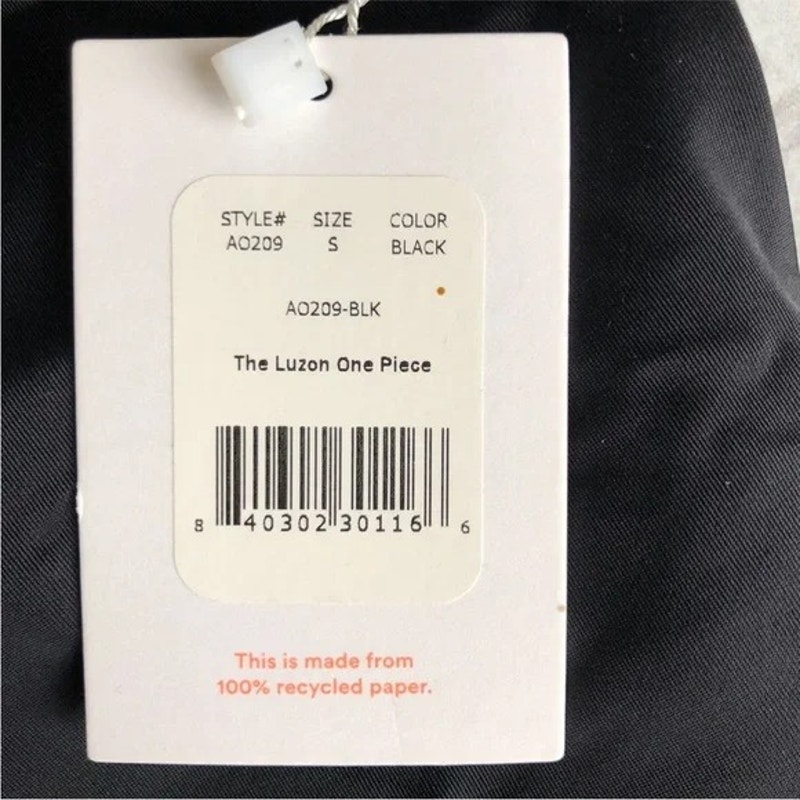 STYLE# SIZE COLOR
AO209 S BLACK
AO209-BLK
The Luzon One Piece
8 40302 30116 6
This is made from
100% recycled paper.